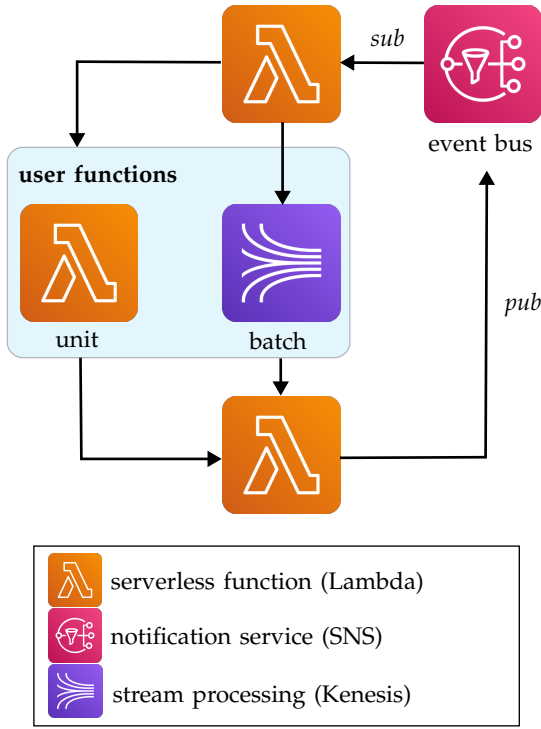 sub
event bus
user functions
unit
batch
pub
serverless function (Lambda)
notification service (SNS)
stream processing (Kenesis)